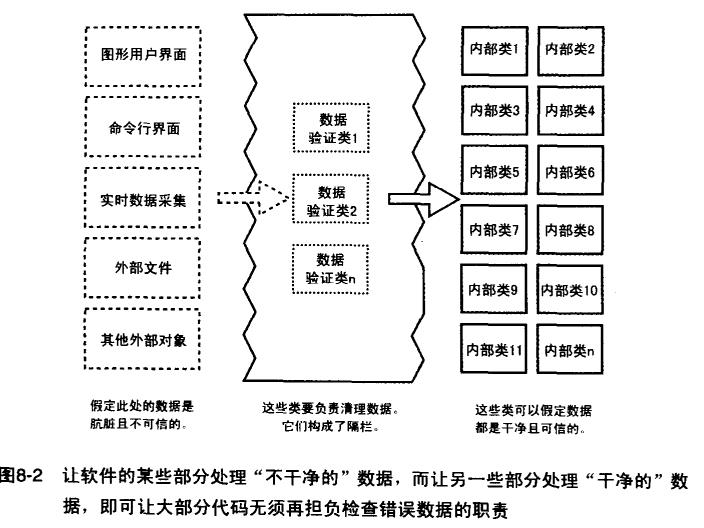 图形用户界面
命令行界面
实时数据采集
外部文件
其他外部对象
假定此处的数据是
肮脏且不可信的。
数据
验证类1
数据
验证类2
数据
验证类n
这些类要负责清理数据。
它们构成了隔栏。
内部类1
内部类2
内部类3
内部类4
内部类5
内部类6
内部类7
内部类8
内部类9
内部类10
内部类11
内部类n
这些类可以假定数据
都是干净且可信的。
图8-2 让软件的某些部分处理“不干净的”数据，而让另一些部分处理“干净的”数
据，即可让大部分代码无须再担负检查错误数据的职责